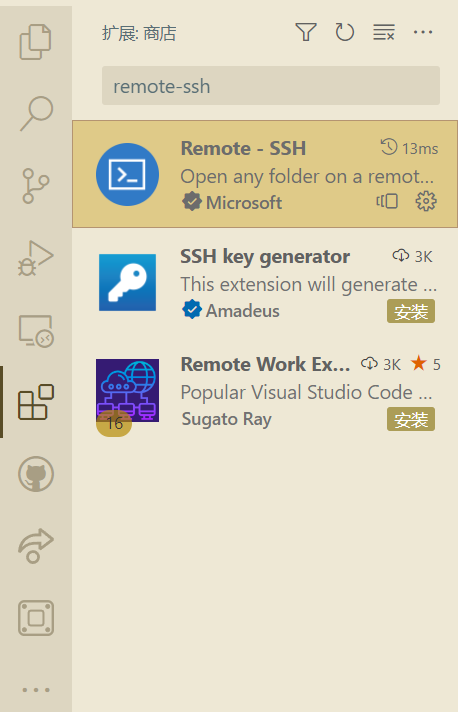 扩展: 商店
remote-ssh
Remote - SSH 13ms
Open any folder on a remot...
Microsoft
SSH key generator 3K
This extension will generate ...
Amadeus 安装
Remote Work Ex... 3K 5
Popular Visual Studio Code ...
16
Sugato Ray 安装